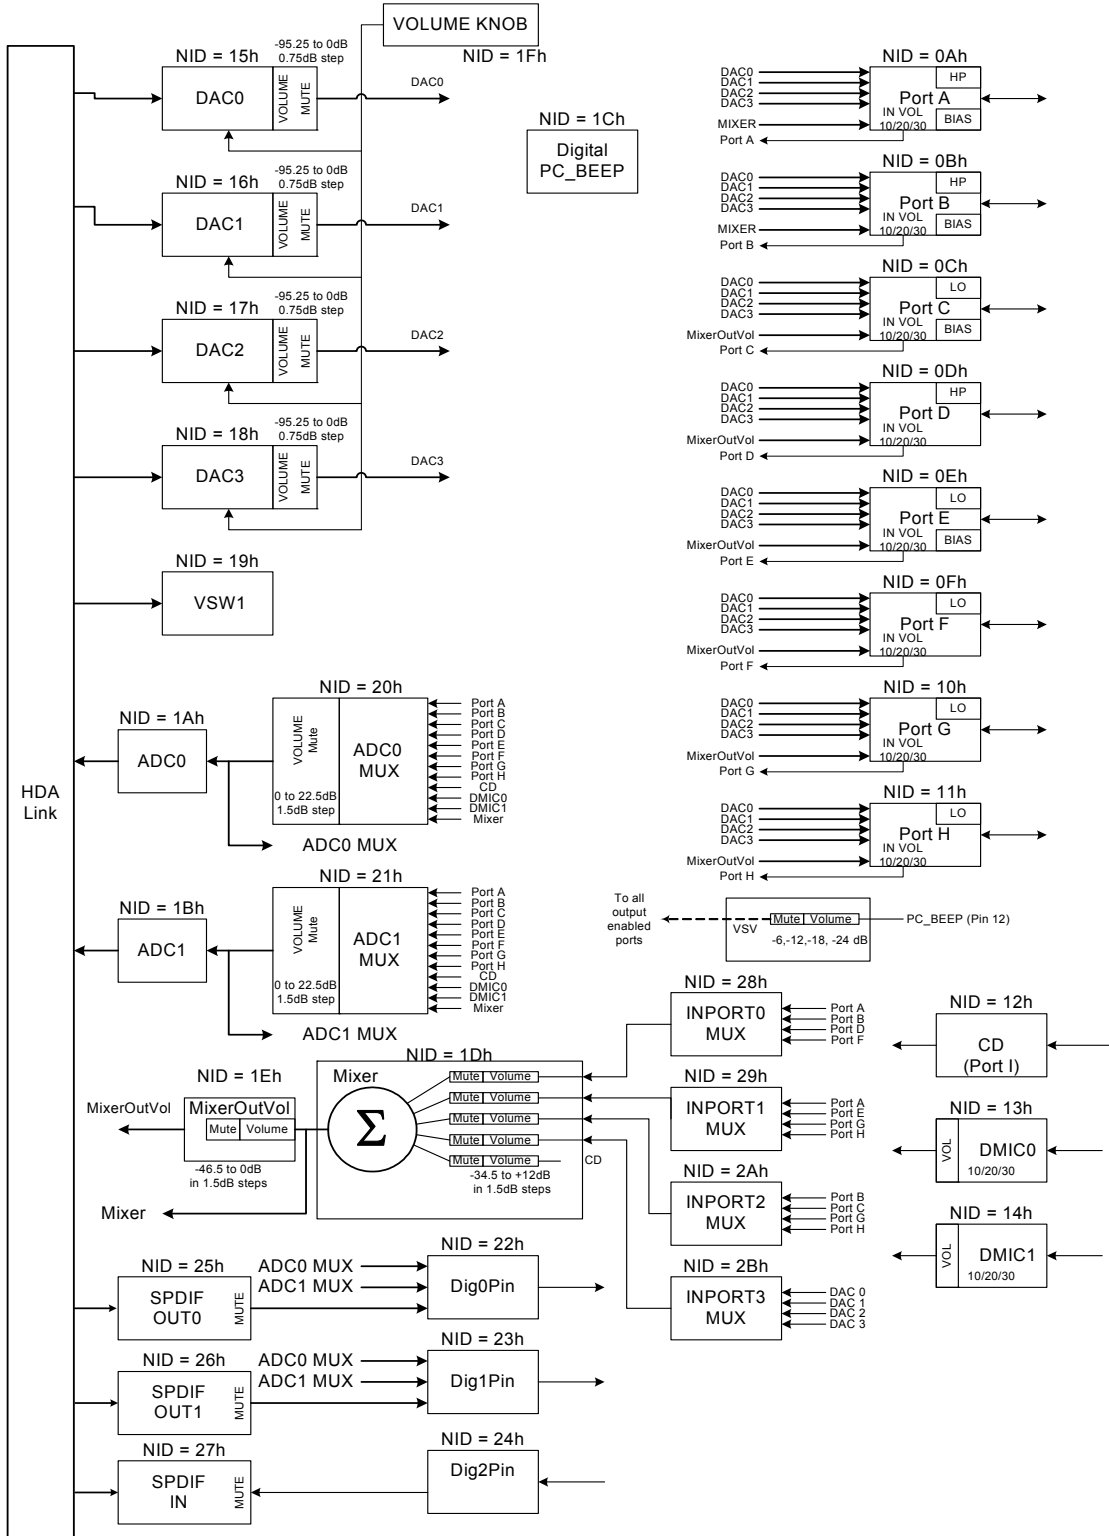 VOLUME KNOB
NID = 1Fh
HDA
Link
NID = 15h
-95.25 to 0dB
0.75dB step
DAC0
VOLUME
MUTE
DAC0
NID = 16h
-95.25 to 0dB
0.75dB step
DAC1
VOLUME
MUTE
DAC1
NID = 17h
-95.25 to 0dB
0.75dB step
DAC2
VOLUME
MUTE
DAC2
NID = 18h
-95.25 to 0dB
0.75dB step
DAC3
VOLUME
MUTE
DAC3
NID = 19h
VSW1
NID = 1Ch
Digital
PC_BEEP
NID = 20h
NID = 1Ah
ADC0
VOLUME
Mute
0 to 22.5dB
1.5dB step
ADC0
MUX
Port A
Port B
Port C
Port D
Port E
Port F
Port G
Port H
CD
DMIC0
DMIC1
Mixer
ADC0 MUX
NID = 21h
NID = 1Bh
ADC1
VOLUME
Mute
0 to 22.5dB
1.5dB step
ADC1
MUX
Port A
Port B
Port C
Port D
Port E
Port F
Port G
Port H
CD
DMIC0
DMIC1
Mixer
ADC1 MUX
NID = 1Dh
Mixer
Σ
Mute Volume
Mute Volume
Mute Volume
Mute Volume
Mute Volume
CD
-34.5 to +12dB
in 1.5dB steps
NID = 1Eh
MixerOutVol
MixerOutVol
Mute Volume
-46.5 to 0dB
in 1.5dB steps
Mixer
NID = 22h
ADC0 MUX
ADC1 MUX
Dig0Pin
NID = 25h
SPDIF
OUT0
MUTE
NID = 23h
ADC0 MUX
ADC1 MUX
Dig1Pin
NID = 26h
SPDIF
OUT1
MUTE
NID = 24h
Dig2Pin
NID = 27h
SPDIF
IN
MUTE
NID = 0Ah
DAC0
DAC1
DAC2
DAC3
MIXER
Port A
HP
Port A
IN VOL
10/20/30
BIAS
NID = 0Bh
DAC0
DAC1
DAC2
DAC3
MIXER
Port B
HP
Port B
IN VOL
10/20/30
BIAS
NID = 0Ch
DAC0
DAC1
DAC2
DAC3
MixerOutVol
Port C
LO
Port C
IN VOL
10/20/30
BIAS
NID = 0Dh
DAC0
DAC1
DAC2
DAC3
MixerOutVol
Port D
HP
Port D
IN VOL
10/20/30
NID = 0Eh
DAC0
DAC1
DAC2
DAC3
MixerOutVol
Port E
LO
Port E
IN VOL
10/20/30
BIAS
NID = 0Fh
DAC0
DAC1
DAC2
DAC3
MixerOutVol
Port F
LO
Port F
IN VOL
10/20/30
NID = 10h
DAC0
DAC1
DAC2
DAC3
MixerOutVol
Port G
LO
Port G
IN VOL
10/20/30
NID = 11h
DAC0
DAC1
DAC2
DAC3
MixerOutVol
Port H
LO
Port H
IN VOL
10/20/30
To all
output
enabled
ports
VSV
Mute Volume
-6,-12,-18, -24 dB
PC_BEEP (Pin 12)
NID = 28h
INPORT0
MUX
Port A
Port B
Port D
Port F
NID = 29h
INPORT1
MUX
Port A
Port E
Port G
Port H
NID = 2Ah
INPORT2
MUX
Port B
Port C
Port G
Port H
NID = 2Bh
INPORT3
MUX
DAC 0
DAC 1
DAC 2
DAC 3
NID = 12h
CD
(Port I)
NID = 13h
VOL
DMIC0
10/20/30
NID = 14h
VOL
DMIC1
10/20/30